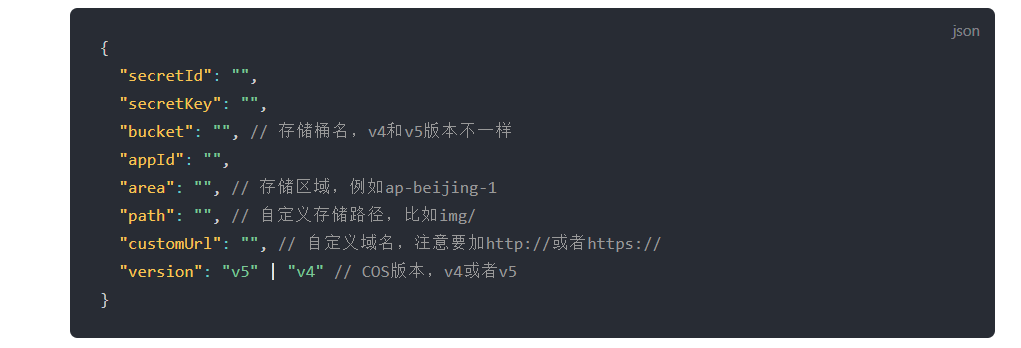 json
{
"secretId": "",
"secretKey": "",
"bucket": "", // 存储桶名，v4和v5版本不一样
"appId": "",
"area": "", // 存储区域，例如ap-beijing-1
"path": "", // 自定义存储路径，比如img/
"customUrl": "", // 自定义域名，注意要加http://或者https://
"version": "v5" | "v4" // COS版本，v4或者v5
}